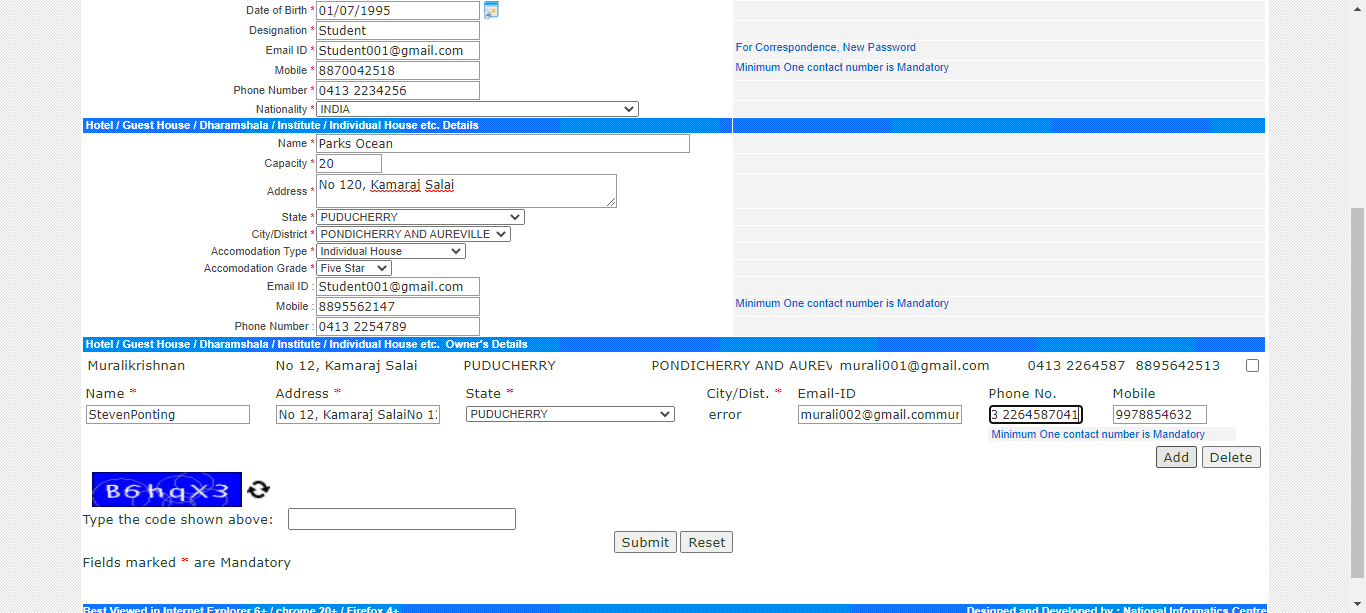 Date of Birth * 01/07/1995
Designation * Student
Email ID * Student001@gmail.com For Correspondence, New Password
Mobile * 8870042518 Minimum One contact number is Mandatory
Phone Number * 0413 2234256
Nationality * INDIA
Hotel / Guest House / Dharamshala / Institute / Individual House etc. Details
Name * Parks Ocean
Capacity * 20
Address * No 120, Kamaraj Salai
State * PUDUCHERRY
City/District * PONDICHERRY AND AUREVILLE
Accomodation Type * Individual House
Accomodation Grade * Five Star
Email ID : Student001@gmail.com
Mobile : 8895562147 Minimum One contact number is Mandatory
Phone Number : 0413 2254789
Hotel / Guest House / Dharamshala / Institute / Individual House etc. Owner's Details
Muralikrishnan No 12, Kamaraj Salai PUDUCHERRY PONDICHERRY AND AUREV murali001@gmail.com 0413 2264587 8895642513
Name * Address * State * City/Dist. * Email-ID Phone No. Mobile
StevenPonting No 12, Kamaraj SalaiNo 1 PUDUCHERRY error murali002@gmail.commur 3 2264587041 9978854632
Minimum One contact number is Mandatory
Add Delete
B6hqX3
Type the code shown above:
Submit Reset
Fields marked * are Mandatory
Best Viewed in Internet Explorer 6+ / chrome 20+ / Firefox 4+ Designed and Developed by : National Informatics Centre